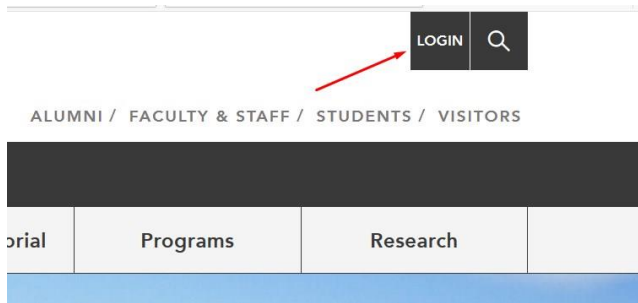 LOGIN
ALUMNI / FACULTY & STAFF / STUDENTS / VISITORS
orial Programs Research